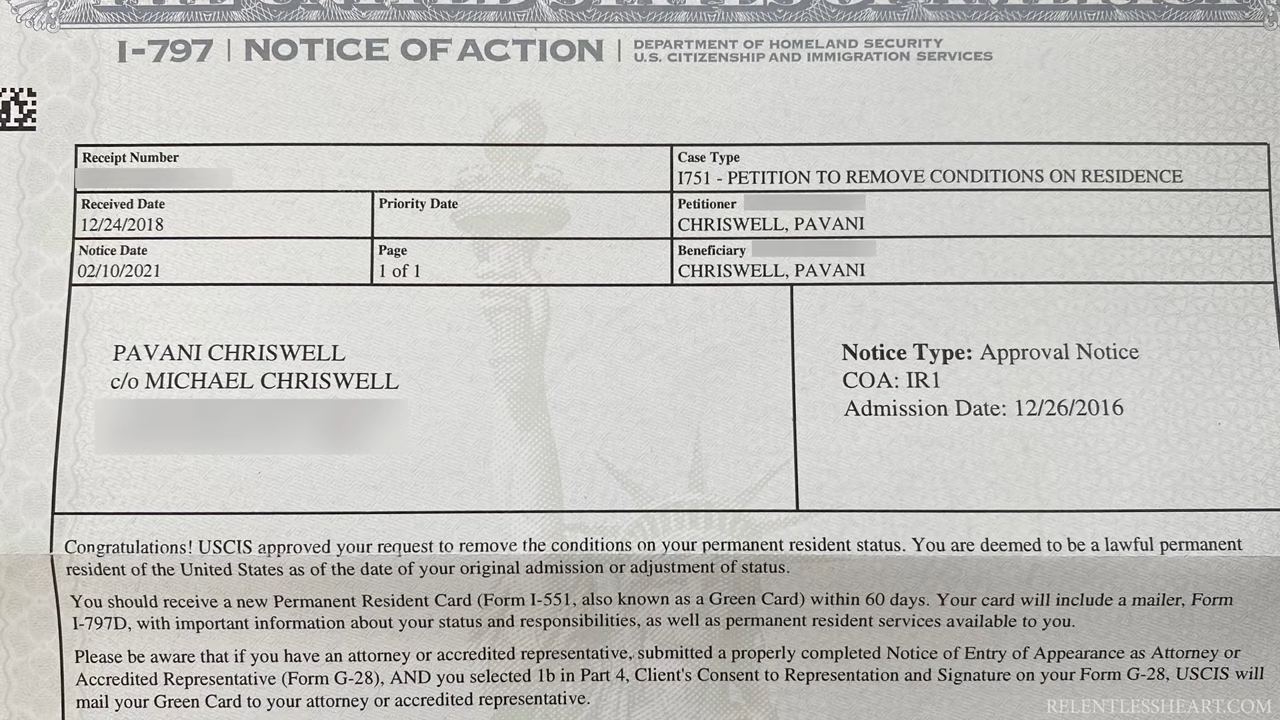 THE UNITED STATES OF AMERICA
I-797 | NOTICE OF ACTION | DEPARTMENT OF HOMELAND SECURITY
U.S. CITIZENSHIP AND IMMIGRATION SERVICES
Receipt Number
Case Type
I751 - PETITION TO REMOVE CONDITIONS ON RESIDENCE
Received Date
12/24/2018
Priority Date
Petitioner
CHRISWELL, PAVANI
Notice Date
02/10/2021
Page
1 of 1
Beneficiary
CHRISWELL, PAVANI
PAVANI CHRISWELL
c/o MICHAEL CHRISWELL
Notice Type: Approval Notice
COA: IR1
Admission Date: 12/26/2016
Congratulations! USCIS approved your request to remove the conditions on your permanent resident status. You are deemed to be a lawful permanent
resident of the United States as of the date of your original admission or adjustment of status.
You should receive a new Permanent Resident Card (Form I-551, also known as a Green Card) within 60 days. Your card will include a mailer, Form
I-797D, with important information about your status and responsibilities, as well as permanent resident services available to you.
Please be aware that if you have an attorney or accredited representative, submitted a properly completed Notice of Entry of Appearance as Attorney or
Accredited Representative (Form G-28), AND you selected 1b in Part 4, Client's Consent to Representation and Signature on your Form G-28, USCIS will
mail your Green Card to your attorney or accredited representative.
RELENTLESSHEART.COM